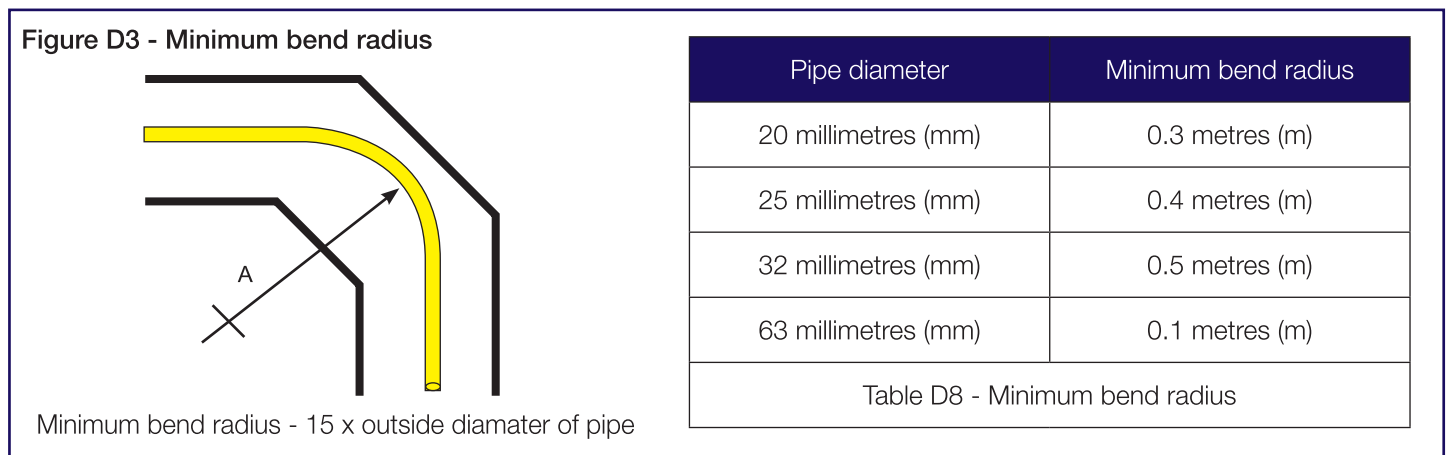 Figure D3 - Minimum bend radius
A
Minimum bend radius - 15 x outside diamater of pipe
Pipe diameter Minimum bend radius
20 millimetres (mm) 0.3 metres (m)
25 millimetres (mm) 0.4 metres (m)
32 millimetres (mm) 0.5 metres (m)
63 millimetres (mm) 0.1 metres (m)
Table D8 - Minimum bend radius